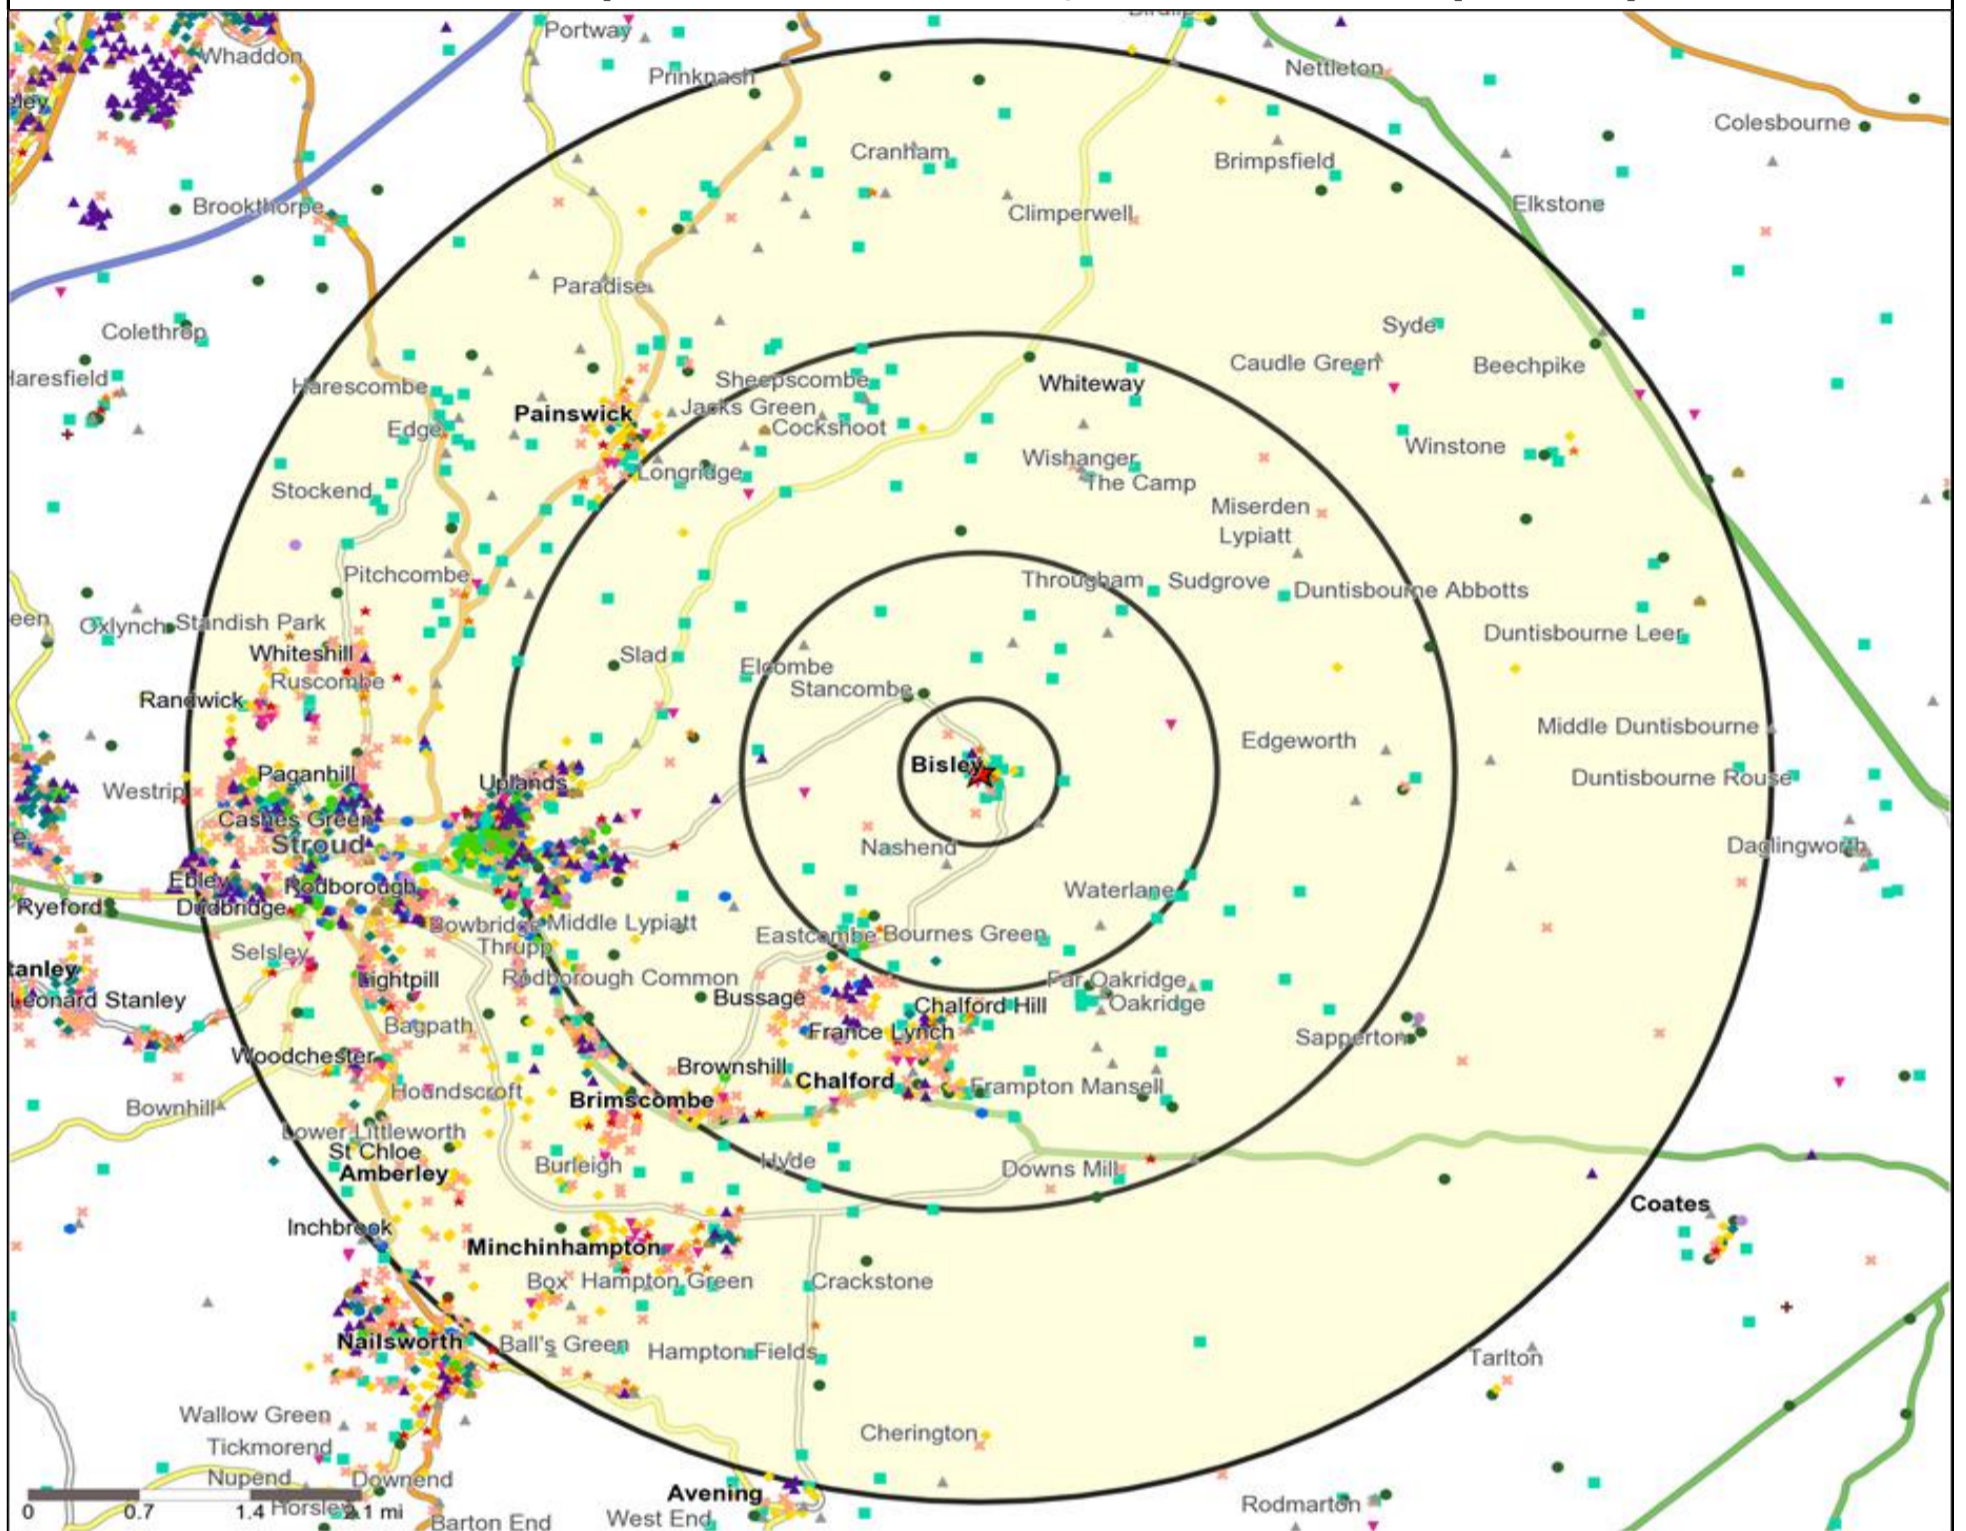 Portway
Whaddon
Prinknash
Nettleton
Colesbourne
Cranham
Brimpsfield
Brookthorpe
Climperwell
Elkstone
Paradise
Colethrop
Syde
Caudle Green
Beechpike
Harescombe
Sheepscombe
Whiteway
Painswick
Jacks Green
Edge
Cockshoot
Winstone
Longridge
Wishanger
The Camp
Stockend
Miserden
Lypiatt
Pitchcombe
Througham
Sudgrove
Duntisbourne Abbotts
Oxlynch
Standish Park
Duntisbourne Leer
Whiteshill
Slad
Elcombe
Ruscombe
Stancombe
Randwick
Middle Duntisbourne
Edgeworth
Bisley
Paganhill
Uplands
Duntisbourne Rouse
Westrip
Cashes Green
Stroud
Nashend
Daglingworth
Ebley
Rodborough
Waterlane
Ryeford
Dudbridge
Bowbridge
Middle Lypiatt
Eastcombe
Bournes Green
Thrupp
Selsley
tanley
Lightpill
Rodborough Common
Far Oakridge
Leonard Stanley
Bussage
Chalford Hill
Oakridge
Bagpath
France Lynch
Sapperton
Woodchester
Brownshill
Chalford
Frampton Mansell
Houndscroft
Brimscombe
Bownhill
Lower Littleworth
St Chloe
Amberley
Burleigh
Hyde
Downs Mill
Coates
Inchbrook
Minchinhampton
Box
Hampton Green
Crackstone
Nailsworth
Ball's Green
Hampton Fields
Tarlton
Wallow Green
Cherington
Tickmorend
Nupend
Downend
Avening
0
0.7
1.4
Horsley
2.1 mi
Barton End
West End
Rodmarton